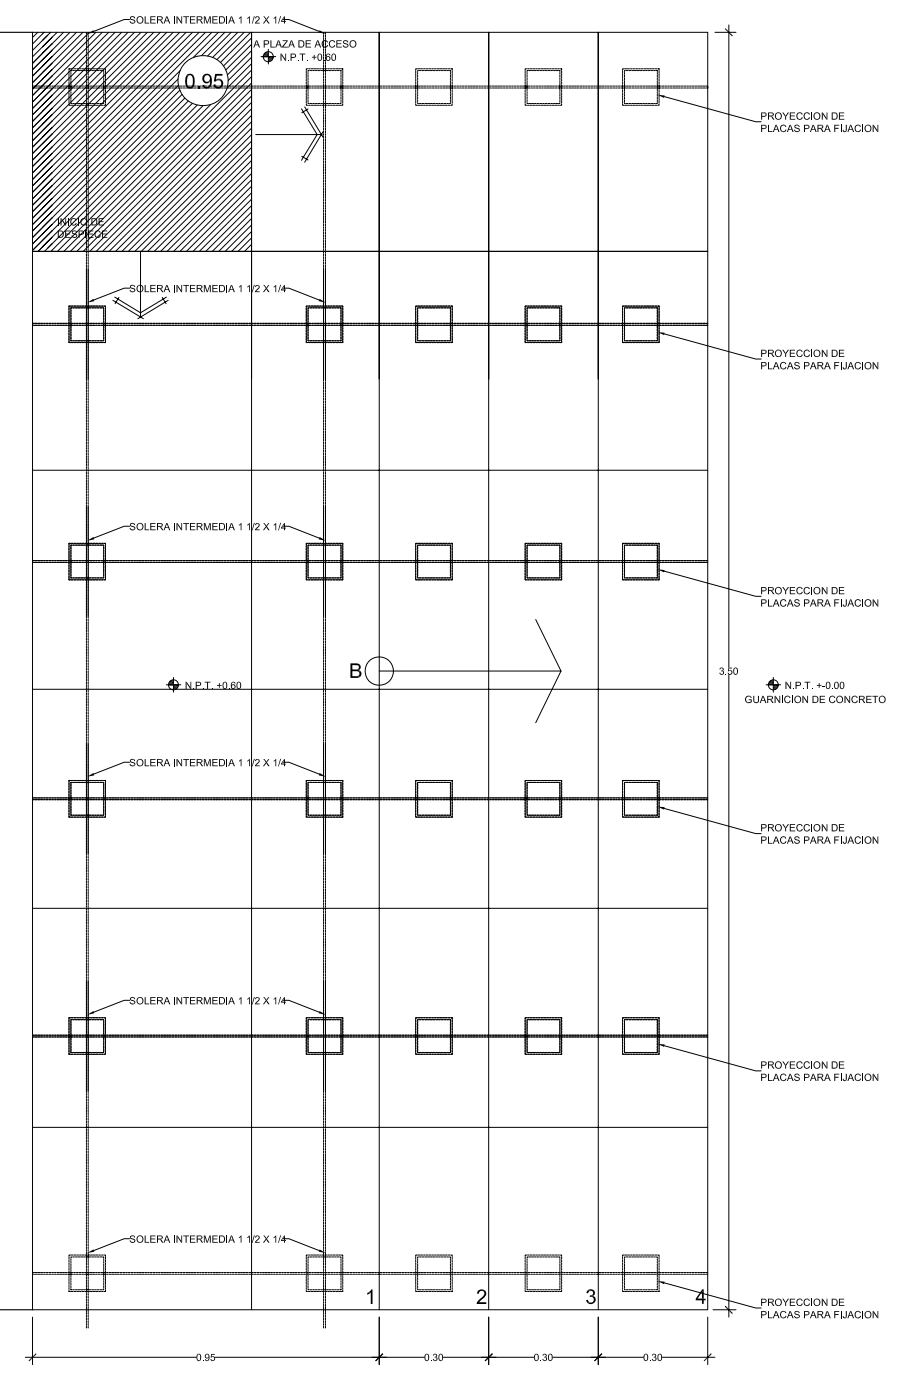 SOLERA INTERMEDIA 1 1/2 X 1/4
A PLAZA DE ACCESO
N.P.T. +0.60
0.95
PROYECCION DE
PLACAS PARA FIJACION
INICIO DE
DESPIECE
SOLERA INTERMEDIA 1 1/2 X 1/4
PROYECCION DE
PLACAS PARA FIJACION
SOLERA INTERMEDIA 1 1/2 X 1/4
PROYECCION DE
PLACAS PARA FIJACION
B
3.50
N.P.T. +0.60
N.P.T. +-0.00
GUARNICION DE CONCRETO
SOLERA INTERMEDIA 1 1/2 X 1/4
PROYECCION DE
PLACAS PARA FIJACION
SOLERA INTERMEDIA 1 1/2 X 1/4
PROYECCION DE
PLACAS PARA FIJACION
SOLERA INTERMEDIA 1 1/2 X 1/4
1 2 3 4
PROYECCION DE
PLACAS PARA FIJACION
0.95 0.30 0.30 0.30